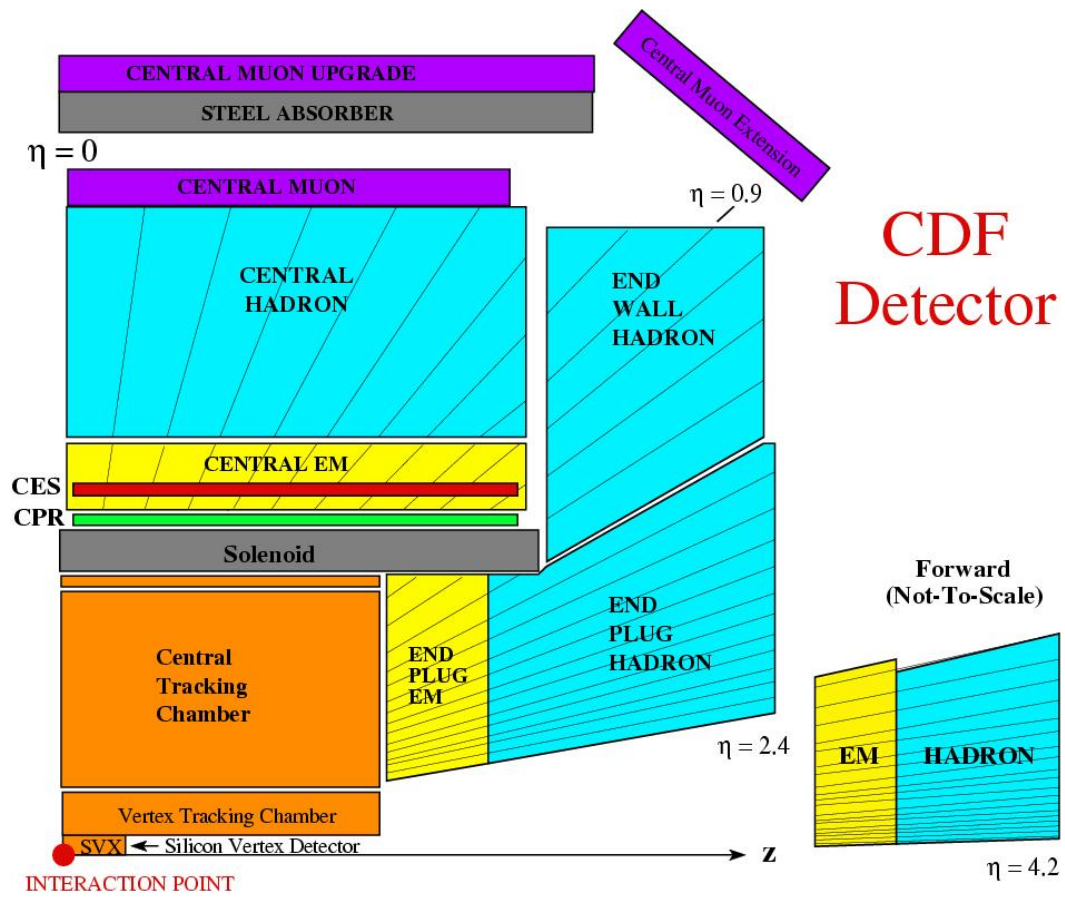 CENTRAL MUON UPGRADE
STEEL ABSORBER
Central Muon Extension
η = 0
CENTRAL MUON
η = 0.9
CDF
Detector
CENTRAL
HADRON
END
WALL
HADRON
CENTRAL EM
CES
CPR
Solenoid
Forward
(Not-To-Scale)
END
PLUG
HADRON
END
PLUG
EM
Central
Tracking
Chamber
η = 2.4
EM
HADRON
Vertex Tracking Chamber
SVX
Silicon Vertex Detector
Z
η = 4.2
INTERACTION POINT